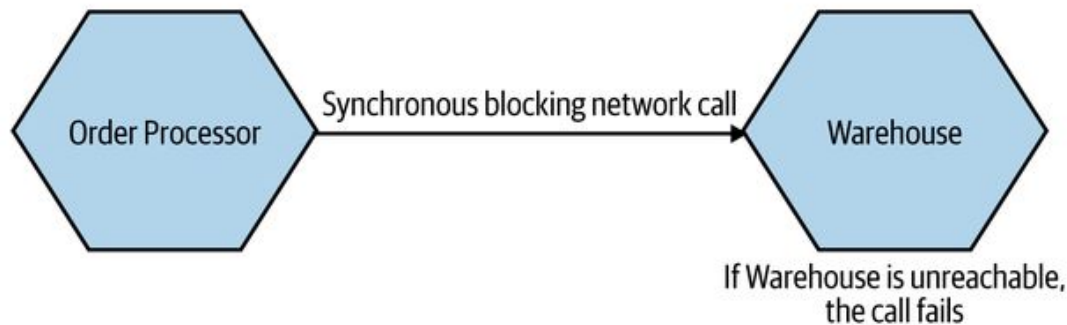 Order Processor
Synchronous blocking network call
Warehouse
If Warehouse is unreachable,
the call fails